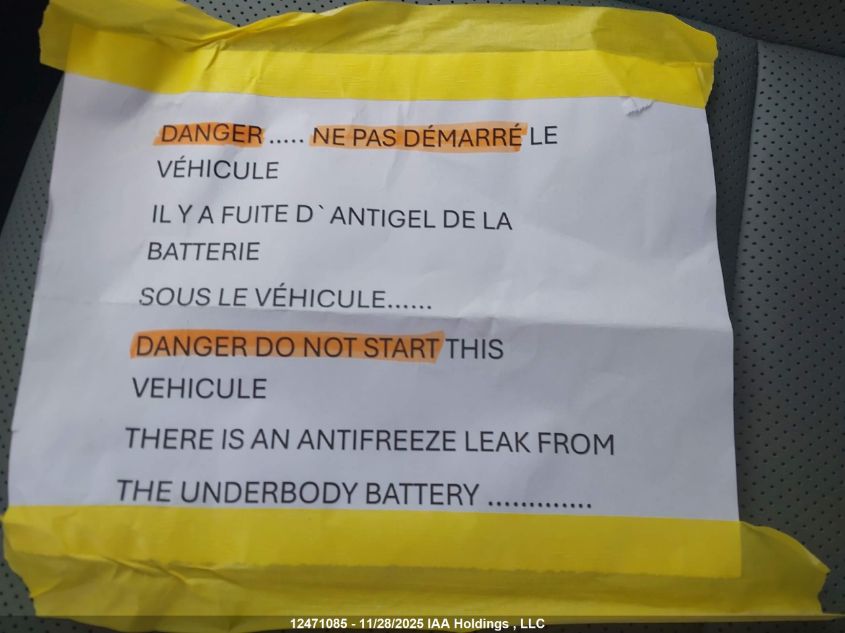 DANGER ..... NE PAS DÉMARRÉ LE
VÉHICULE
IL Y A FUITE D`ANTIGEL DE LA
BATTERIE
SOUS LE VÉHICULE......
DANGER DO NOT START THIS
VEHICULE
THERE IS AN ANTIFREEZE LEAK FROM
THE UNDERBODY BATTERY .............
12471085 - 11/28/2025 IAA Holdings , LLC